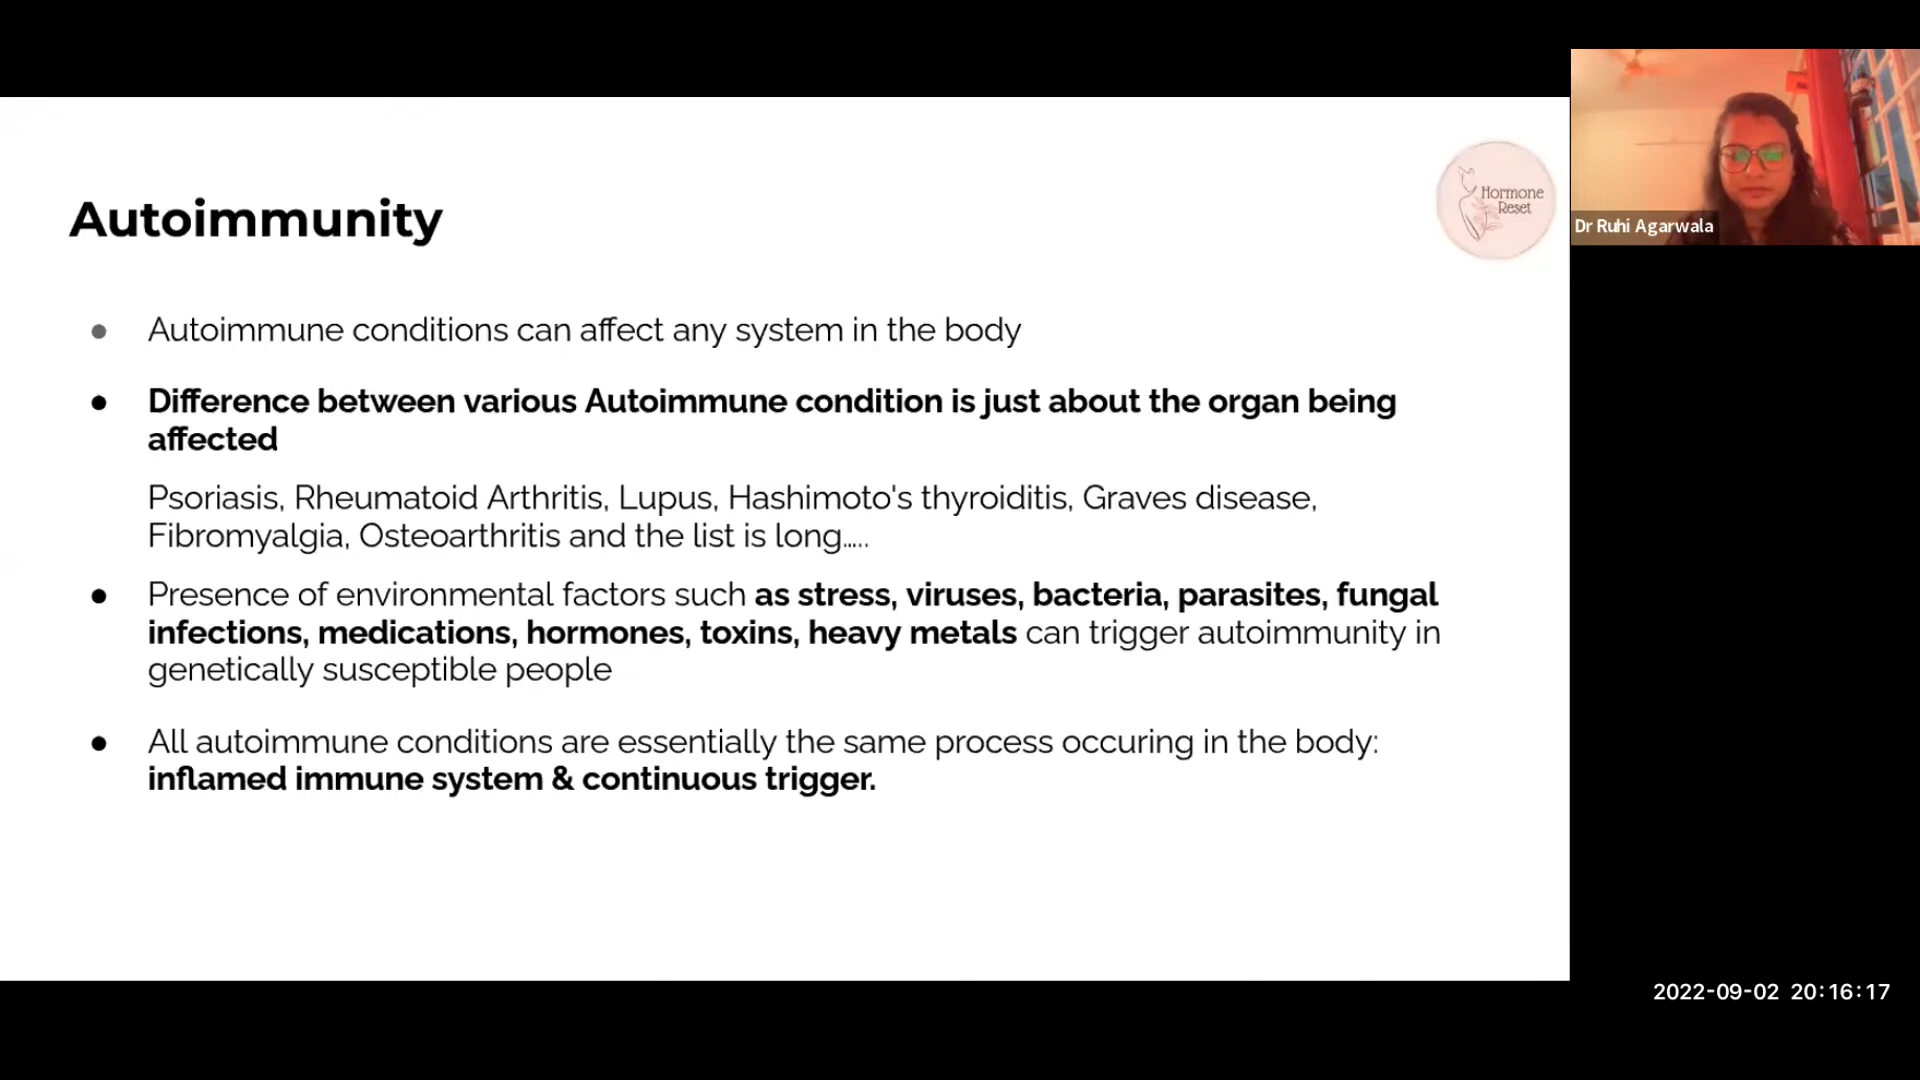 Autoimmunity
Hormone
Reset
Dr Ruhi Agarwala
● Autoimmune conditions can affect any system in the body
● Difference between various Autoimmune condition is just about the organ being
affected
Psoriasis, Rheumatoid Arthritis, Lupus, Hashimoto's thyroiditis, Graves disease,
Fibromyalgia, Osteoarthritis and the list is long.....
● Presence of environmental factors such as stress, viruses, bacteria, parasites, fungal
infections, medications, hormones, toxins, heavy metals can trigger autoimmunity in
genetically susceptible people
● All autoimmune conditions are essentially the same process occuring in the body:
inflamed immune system & continuous trigger.
2022-09-02 20:16:17